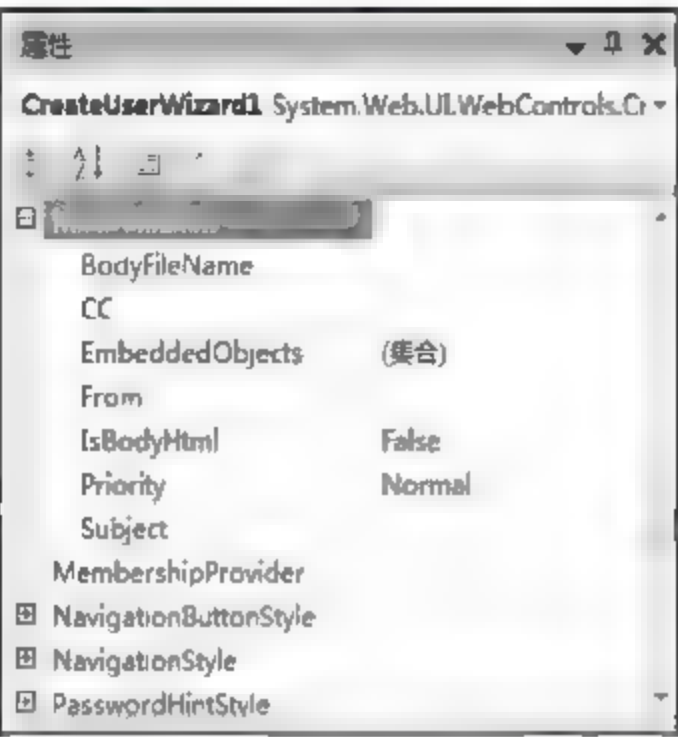 属性
CreateUserWizard1 System.Web.UI.WebControls.Cr
BodyFileName
CC
EmbeddedObjects (集合)
From
IsBodyHtml False
Priority Normal
Subject
MembershipProvider
NavigationButtonStyle
NavigationStyle
PasswordHintStyle